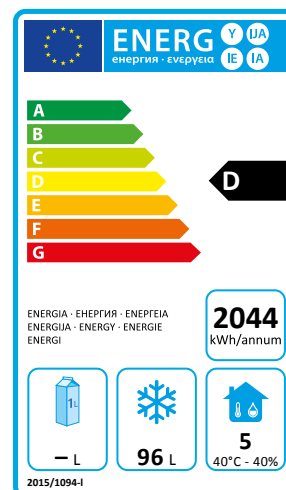 ENERG Y IJA
енергия · ενεργεια IE IA
A
B
C
D
D
E
F
G
ENERGIA · ЕНЕРГИЯ · ΕΝΕΡΓΕΙΑ
ENERGIJA · ENERGY · ENERGIE
ENERGI
2044
kWh/annum
1L
– L
96 L
5
40°C - 40%
2015/1094-I